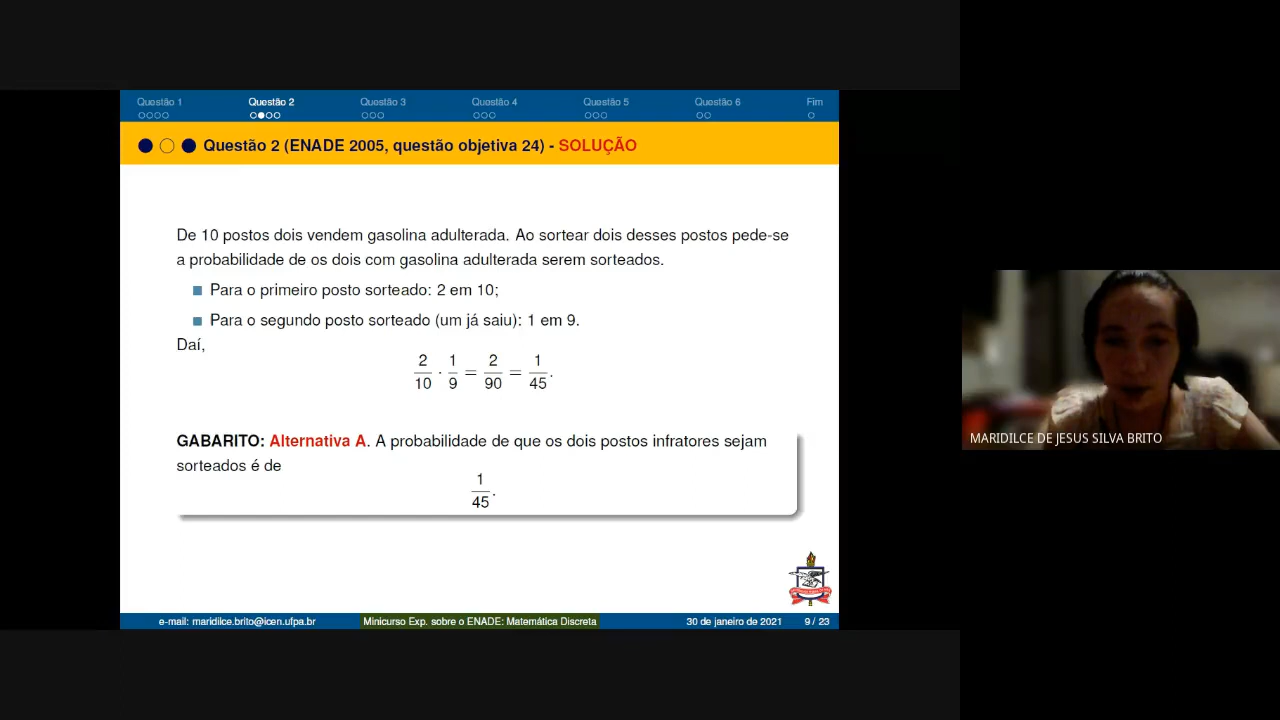 Questão 1 Questão 2 Questão 3 Questão 4 Questão 5 Questão 6 Fim
Questão 2 (ENADE 2005, questão objetiva 24) - SOLUÇÃO
De 10 postos dois vendem gasolina adulterada. Ao sortear dois desses postos pede-se
a probabilidade de os dois com gasolina adulterada serem sorteados.
Para o primeiro posto sorteado: 2 em 10;
Para o segundo posto sorteado (um já saiu): 1 em 9.
Daí,
2/10 · 1/9 = 2/90 = 1/45.
GABARITO: Alternativa A. A probabilidade de que os dois postos infratores sejam
sorteados é de
1/45.
MARIDILCE DE JESUS SILVA BRITO
e-mail: maridilce.brito@icen.ufpa.br Minicurso Exp. sobre o ENADE: Matemática Discreta 30 de janeiro de 2021 9 / 23